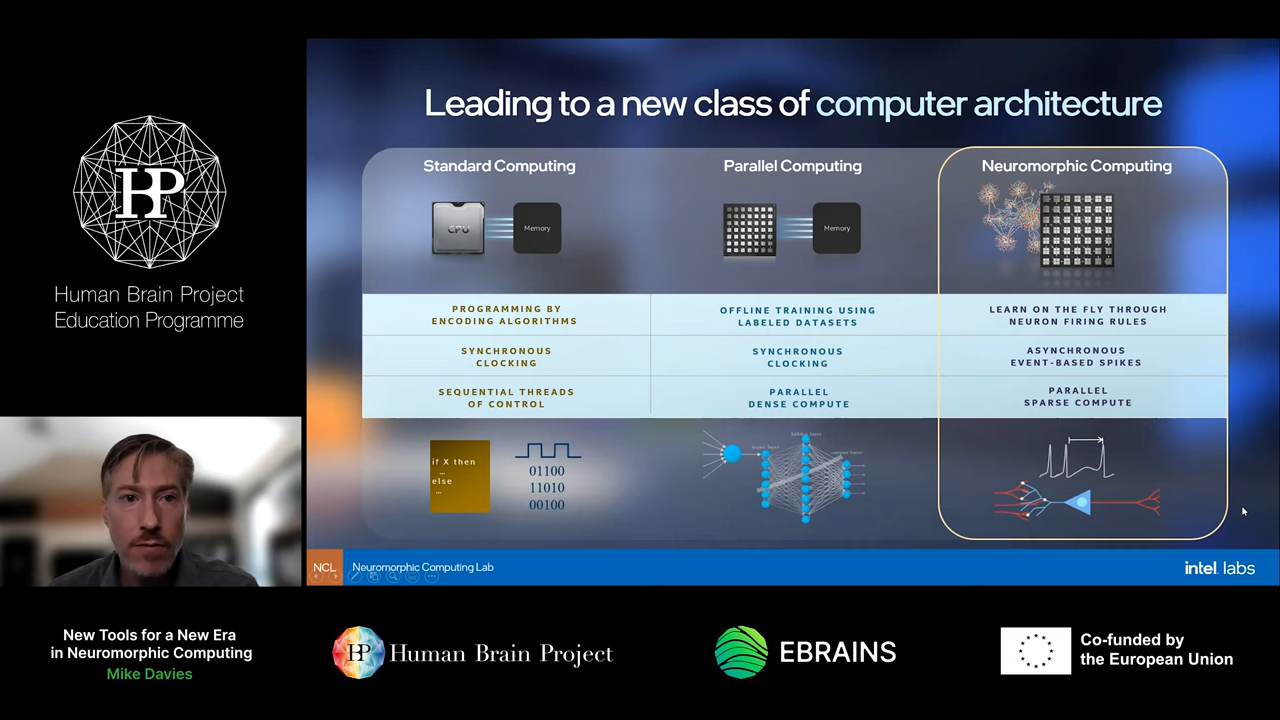 HP
Human Brain Project
Education Programme
Leading to a new class of computer architecture
Standard Computing
Parallel Computing
Neuromorphic Computing
CPU
Memory
Memory
PROGRAMMING BY
ENCODING ALGORITHMS
OFFLINE TRAINING USING
LABELED DATASETS
LEARN ON THE FLY THROUGH
NEURON FIRING RULES
SYNCHRONOUS
CLOCKING
SYNCHRONOUS
CLOCKING
ASYNCHRONOUS
EVENT-BASED SPIKES
SEQUENTIAL THREADS
OF CONTROL
PARALLEL
DENSE COMPUTE
PARALLEL
SPARSE COMPUTE
if X then
...
else
...
01100
11010
00100
hidden layer
NCL
Neuromorphic Computing Lab
intel labs
New Tools for a New Era
in Neuromorphic Computing
Mike Davies
HP
Human Brain Project
EBRAINS
Co-funded by
the European Union